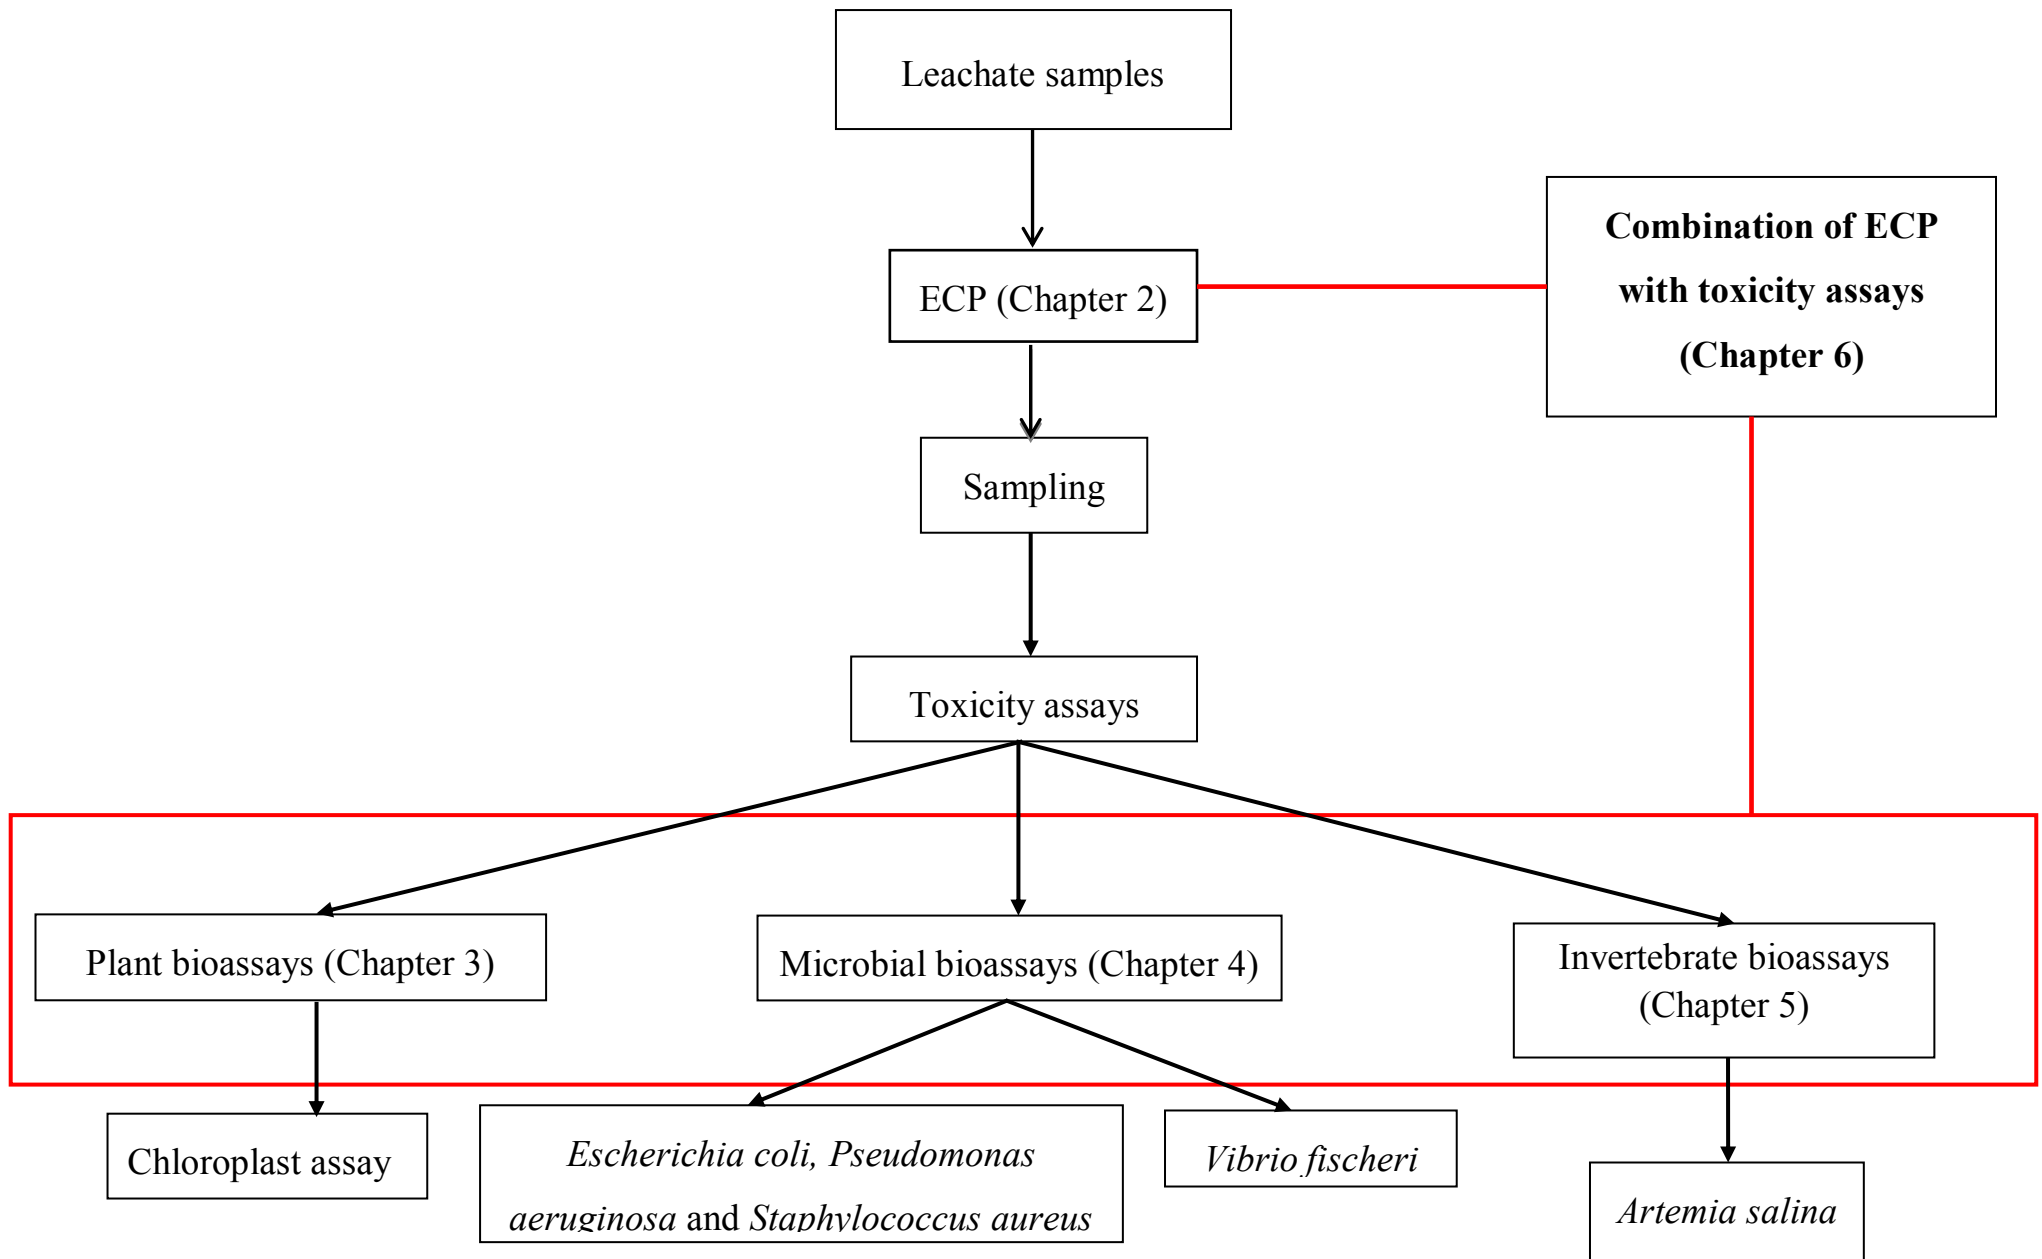 Leachate samples
Combination of ECP
with toxicity assays
(Chapter 6)
ECP (Chapter 2)
Sampling
Toxicity assays
Plant bioassays (Chapter 3)
Microbial bioassays (Chapter 4)
Invertebrate bioassays
(Chapter 5)
Chloroplast assay
Escherichia coli, Pseudomonas
aeruginosa and Staphylococcus aureus
Vibrio fischeri
Artemia salina